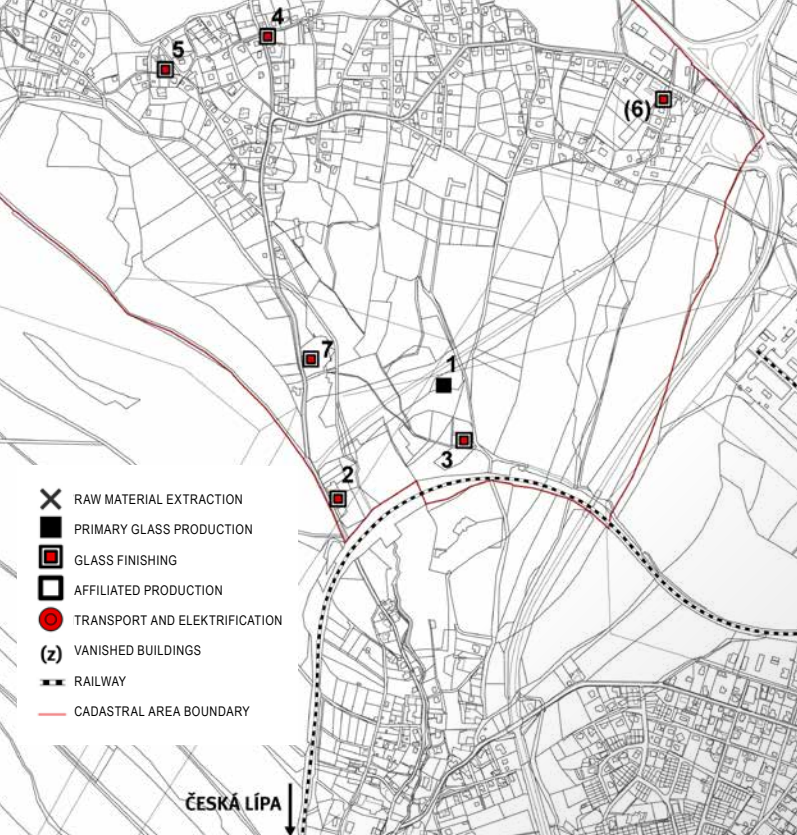 4
5
(6)
7
1
3
2
RAW MATERIAL EXTRACTION
PRIMARY GLASS PRODUCTION
GLASS FINISHING
AFFILIATED PRODUCTION
TRANSPORT AND ELEKTRIFICATION
(z) VANISHED BUILDINGS
RAILWAY
CADASTRAL AREA BOUNDARY
ČESKÁ LÍPA